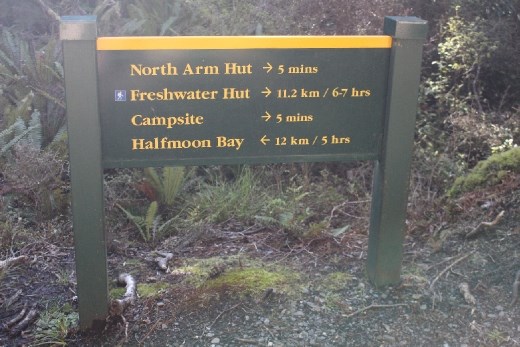 North Arm Hut → 5 mins
Freshwater Hut → 11.2 km / 6-7 hrs
Campsite → 5 mins
Halfmoon Bay ← 12 km / 5 hrs